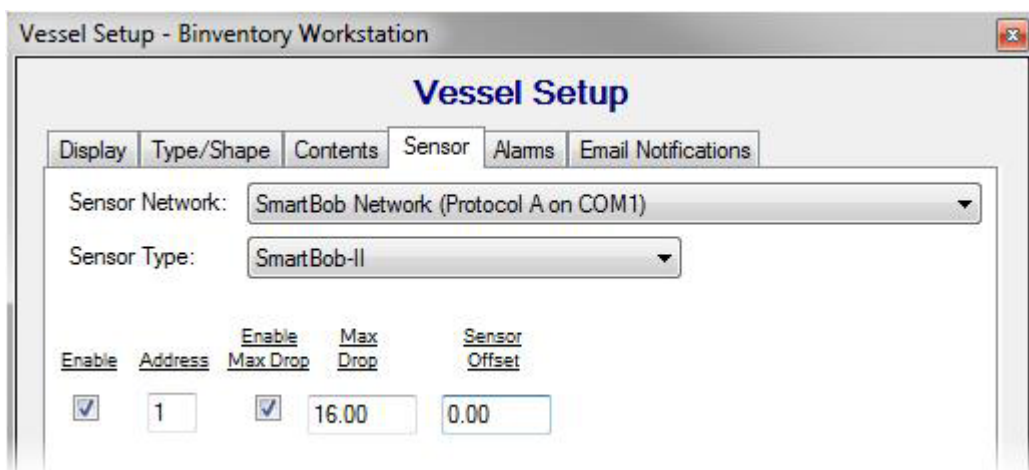 Vessel Setup - Binventory Workstation
Vessel Setup
Display Type/Shape Contents Sensor Alarms Email Notifications
Sensor Network: SmartBob Network (Protocol A on COM1)
Sensor Type: SmartBob-II
Enable Max Sensor
Enable Address Max Drop Drop Offset
1 16.00 0.00